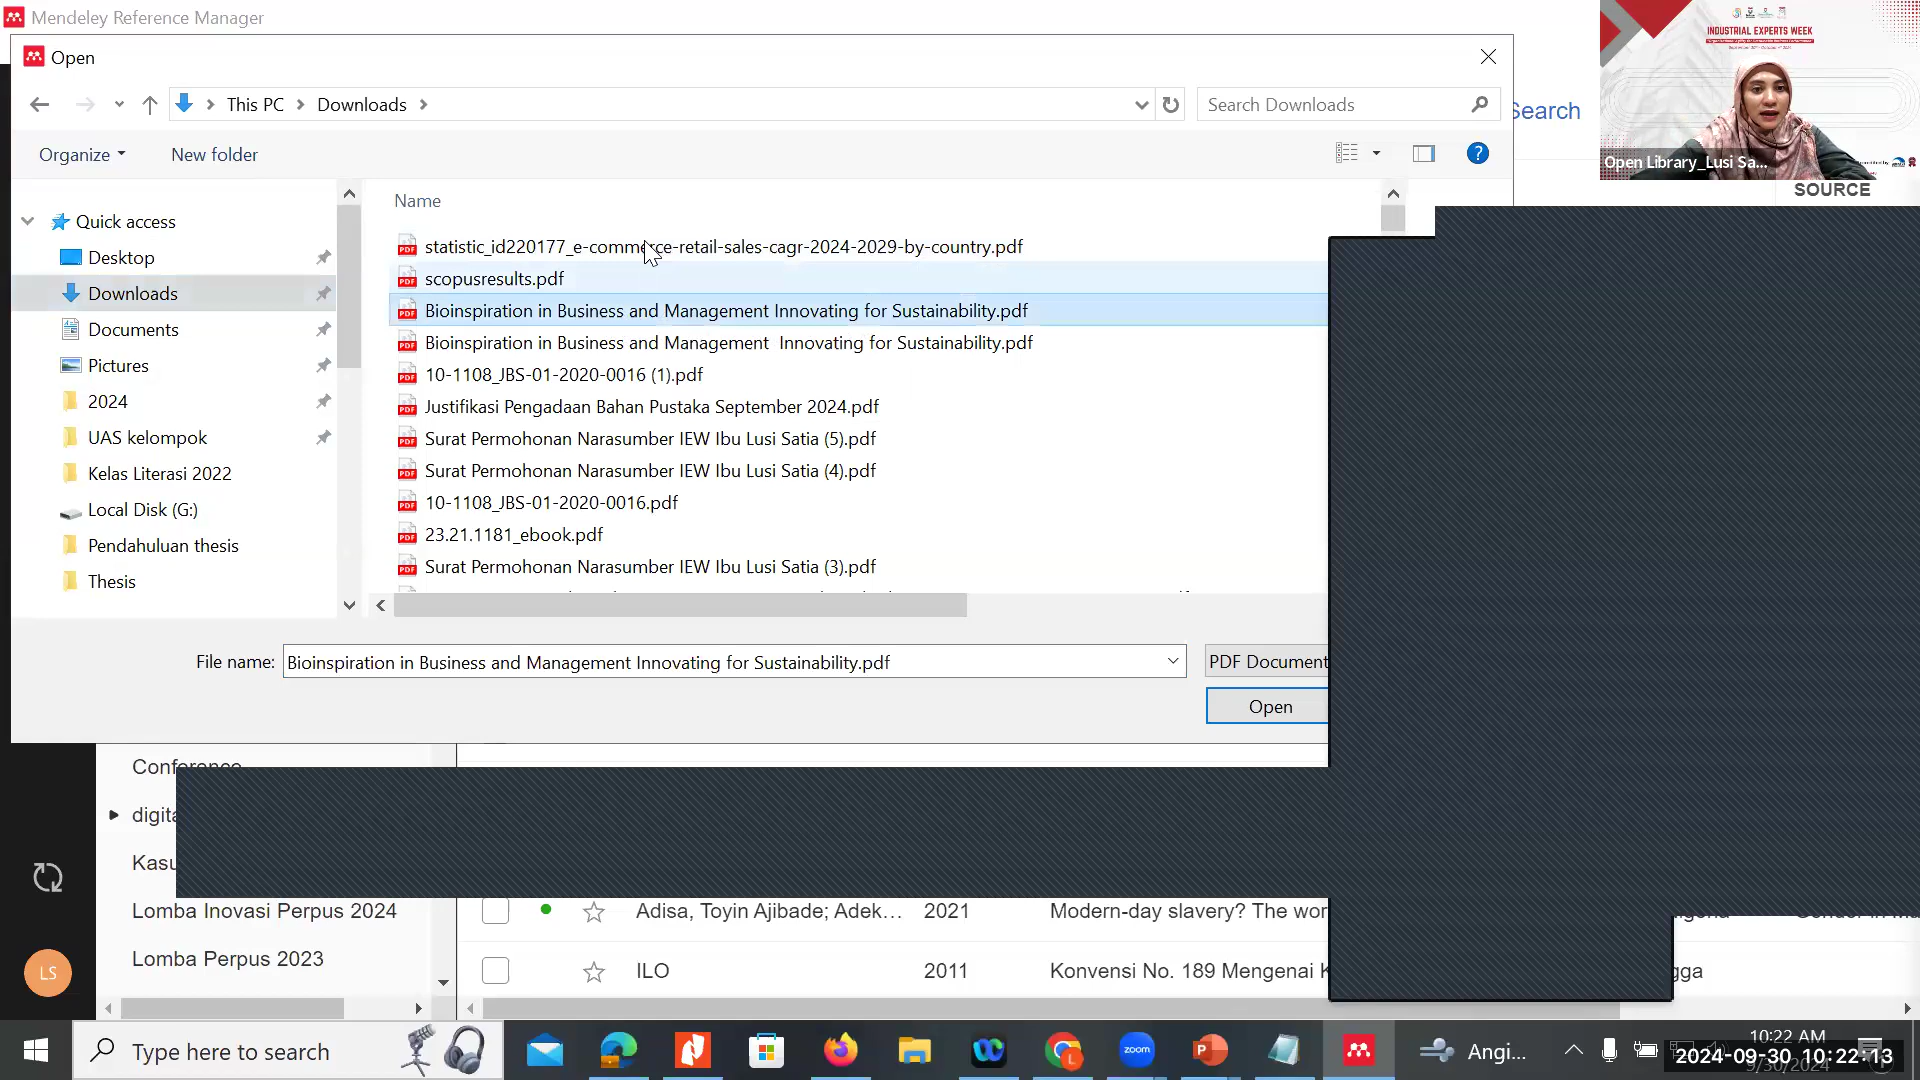 Mendeley Reference Manager
Open
This PC > Downloads >
Search Downloads
Search
Organize
New folder
INDUSTRIAL EXPERTS WEEK
Open Library_Lusi Sa...
SOURCE
Name
Quick access
Desktop
Downloads
Documents
Pictures
2024
UAS kelompok
Kelas Literasi 2022
Local Disk (G:)
Pendahuluan thesis
Thesis
statistic_id220177_e-commerce-retail-sales-cagr-2024-2029-by-country.pdf
scopusresults.pdf
Bioinspiration in Business and Management Innovating for Sustainability.pdf
Bioinspiration in Business and Management  Innovating for Sustainability.pdf
10-1108_JBS-01-2020-0016 (1).pdf
Justifikasi Pengadaan Bahan Pustaka September 2024.pdf
Surat Permohonan Narasumber IEW Ibu Lusi Satia (5).pdf
Surat Permohonan Narasumber IEW Ibu Lusi Satia (4).pdf
10-1108_JBS-01-2020-0016.pdf
23.21.1181_ebook.pdf
Surat Permohonan Narasumber IEW Ibu Lusi Satia (3).pdf
File name: Bioinspiration in Business and Management Innovating for Sustainability.pdf
PDF Document
Open
Conference
digita
Kasu
Lomba Inovasi Perpus 2024
Lomba Perpus 2023
LS
Adisa, Toyin Ajibade; Adek... 2021 Modern-day slavery? The wor
ILO 2011 Konvensi No. 189 Mengenai K
gga
Type here to search
zoom
Angi...
10:22 AM
9/30/2024
2024-09-30 10:22:13